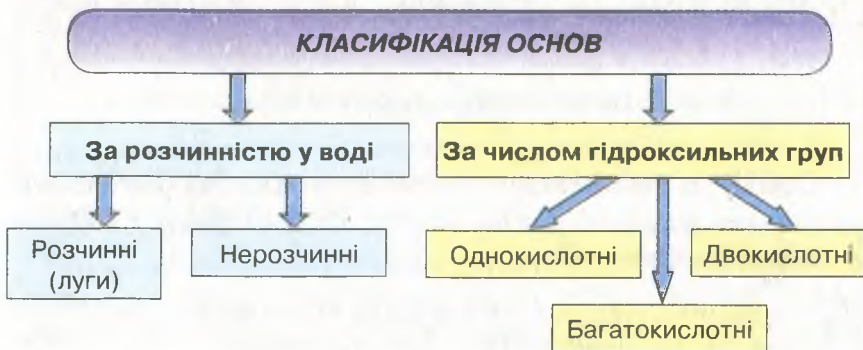 КЛАСИФІКАЦІЯ ОСНОВ
За розчинністю у воді
За числом гідроксильних груп
Розчинні
(луги)
Нерозчинні
Однокислотні
Двокислотні
Багатокислотні